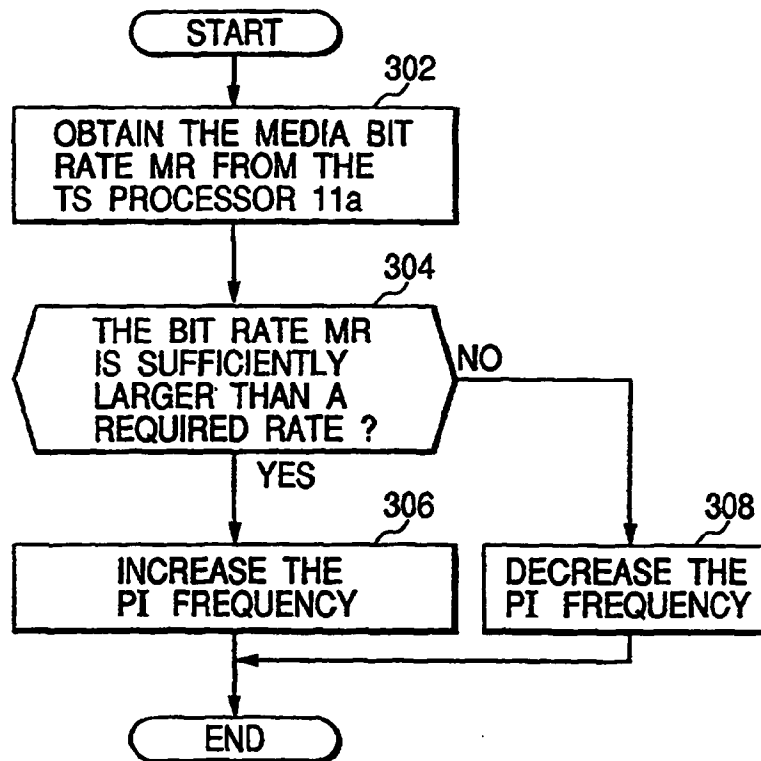 START
302
OBTAIN THE MEDIA BIT
RATE MR FROM THE
TS PROCESSOR 11a
304
THE BIT RATE MR
IS SUFFICIENTLY
LARGER THAN A
REQUIRED RATE ?
NO
YES
306
INCREASE THE
PI FREQUENCY
308
DECREASE THE
PI FREQUENCY
END